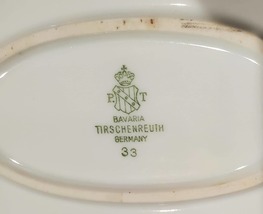 P T
BAVARIA
TIRSCHENREUTH
GERMANY
33